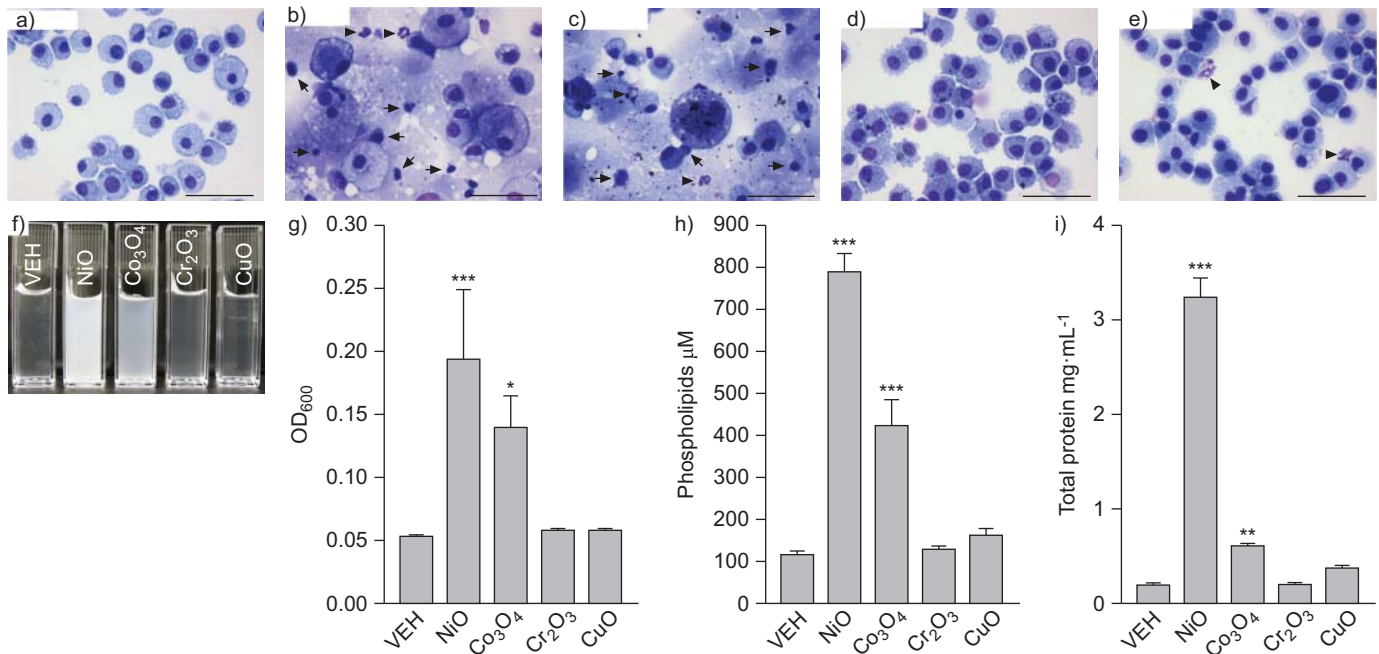 a)
b)
c)
d)
e)
f)
VEH
NiO
Co₃O₄
Cr₂O₃
CuO
g)
OD₆₀₀
0.30
0.25
0.20
0.15
0.10
0.05
0.00
***
*
VEH
NiO
Co₃O₄
Cr₂O₃
CuO
h)
Phospholipids μM
900
800
700
600
500
400
300
200
100
0
***
***
VEH
NiO
Co₃O₄
Cr₂O₃
CuO
i)
Total protein mg·mL⁻¹
4
3
2
1
0
***
**
VEH
NiO
Co₃O₄
Cr₂O₃
CuO